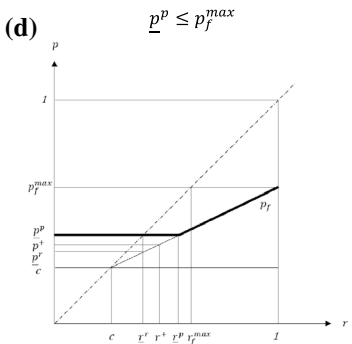 (d) p̲ᵖ ≤ p_f^max
p
1
p_f^max
p̲ᵖ
p⁺
p̲ʳ
c
p_f
c r̲ʳ r⁺ r̲ᵖ r_f^max 1 r